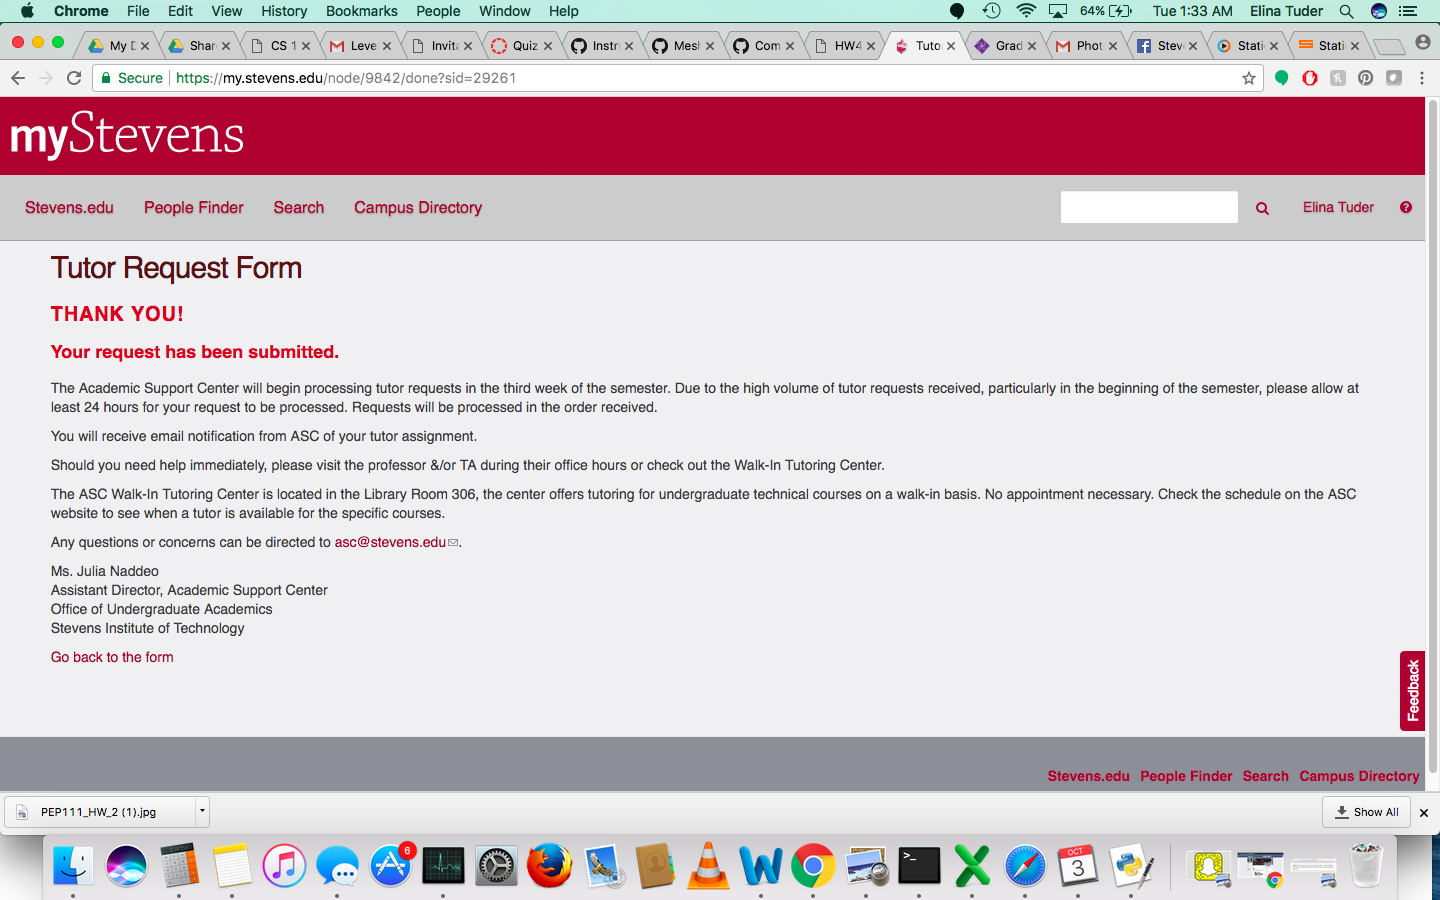 Chrome File Edit View History Bookmarks People Window Help 64% Tue 1:33 AM Elina Tuder
My D Shar CS 1 Leve Invit Quiz Instr Mesl Com HW4 Tuto Grad Phot Steve Stati Stati
Secure https://my.stevens.edu/node/9842/done?sid=29261
myStevens
Stevens.edu People Finder Search Campus Directory Elina Tuder
Tutor Request Form
THANK YOU!
Your request has been submitted.
The Academic Support Center will begin processing tutor requests in the third week of the semester. Due to the high volume of tutor requests received, particularly in the beginning of the semester, please allow at
least 24 hours for your request to be processed. Requests will be processed in the order received.
You will receive email notification from ASC of your tutor assignment.
Should you need help immediately, please visit the professor &/or TA during their office hours or check out the Walk-In Tutoring Center.
The ASC Walk-In Tutoring Center is located in the Library Room 306, the center offers tutoring for undergraduate technical courses on a walk-in basis. No appointment necessary. Check the schedule on the ASC
website to see when a tutor is available for the specific courses.
Any questions or concerns can be directed to asc@stevens.edu.
Ms. Julia Naddeo
Assistant Director, Academic Support Center
Office of Undergraduate Academics
Stevens Institute of Technology
Go back to the form
Feedback
Stevens.edu People Finder Search Campus Directory
PEP111_HW_2 (1).jpg Show All
6
OCT
3